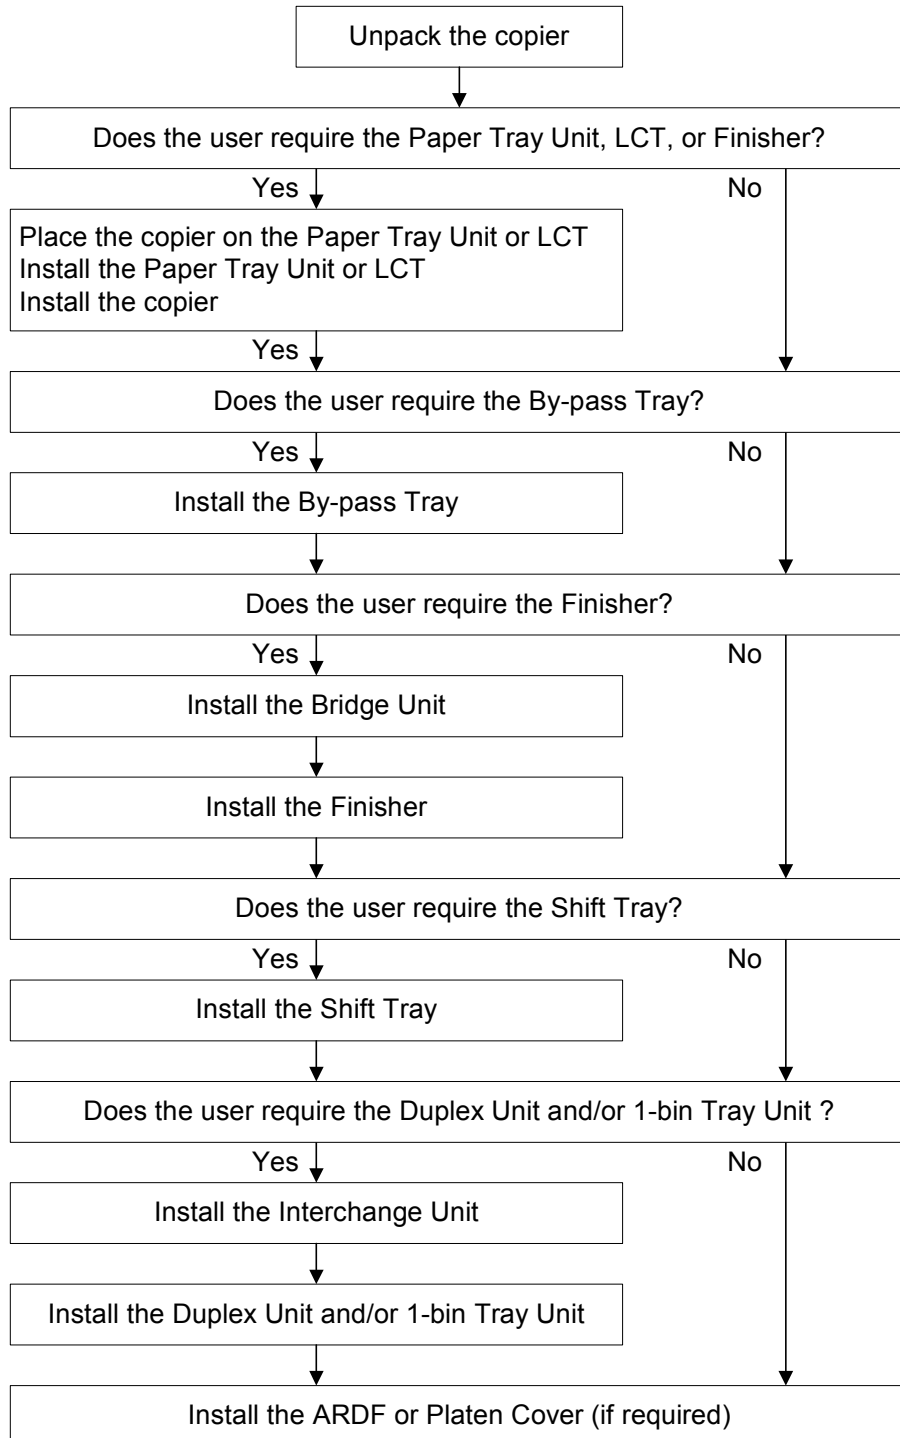 Unpack the copier
Does the user require the Paper Tray Unit, LCT, or Finisher?
Yes
No
Place the copier on the Paper Tray Unit or LCT
Install the Paper Tray Unit or LCT
Install the copier
Yes
Does the user require the By-pass Tray?
Yes
No
Install the By-pass Tray
Does the user require the Finisher?
Yes
No
Install the Bridge Unit
Install the Finisher
Does the user require the Shift Tray?
Yes
No
Install the Shift Tray
Does the user require the Duplex Unit and/or 1-bin Tray Unit ?
Yes
No
Install the Interchange Unit
Install the Duplex Unit and/or 1-bin Tray Unit
Install the ARDF or Platen Cover (if required)